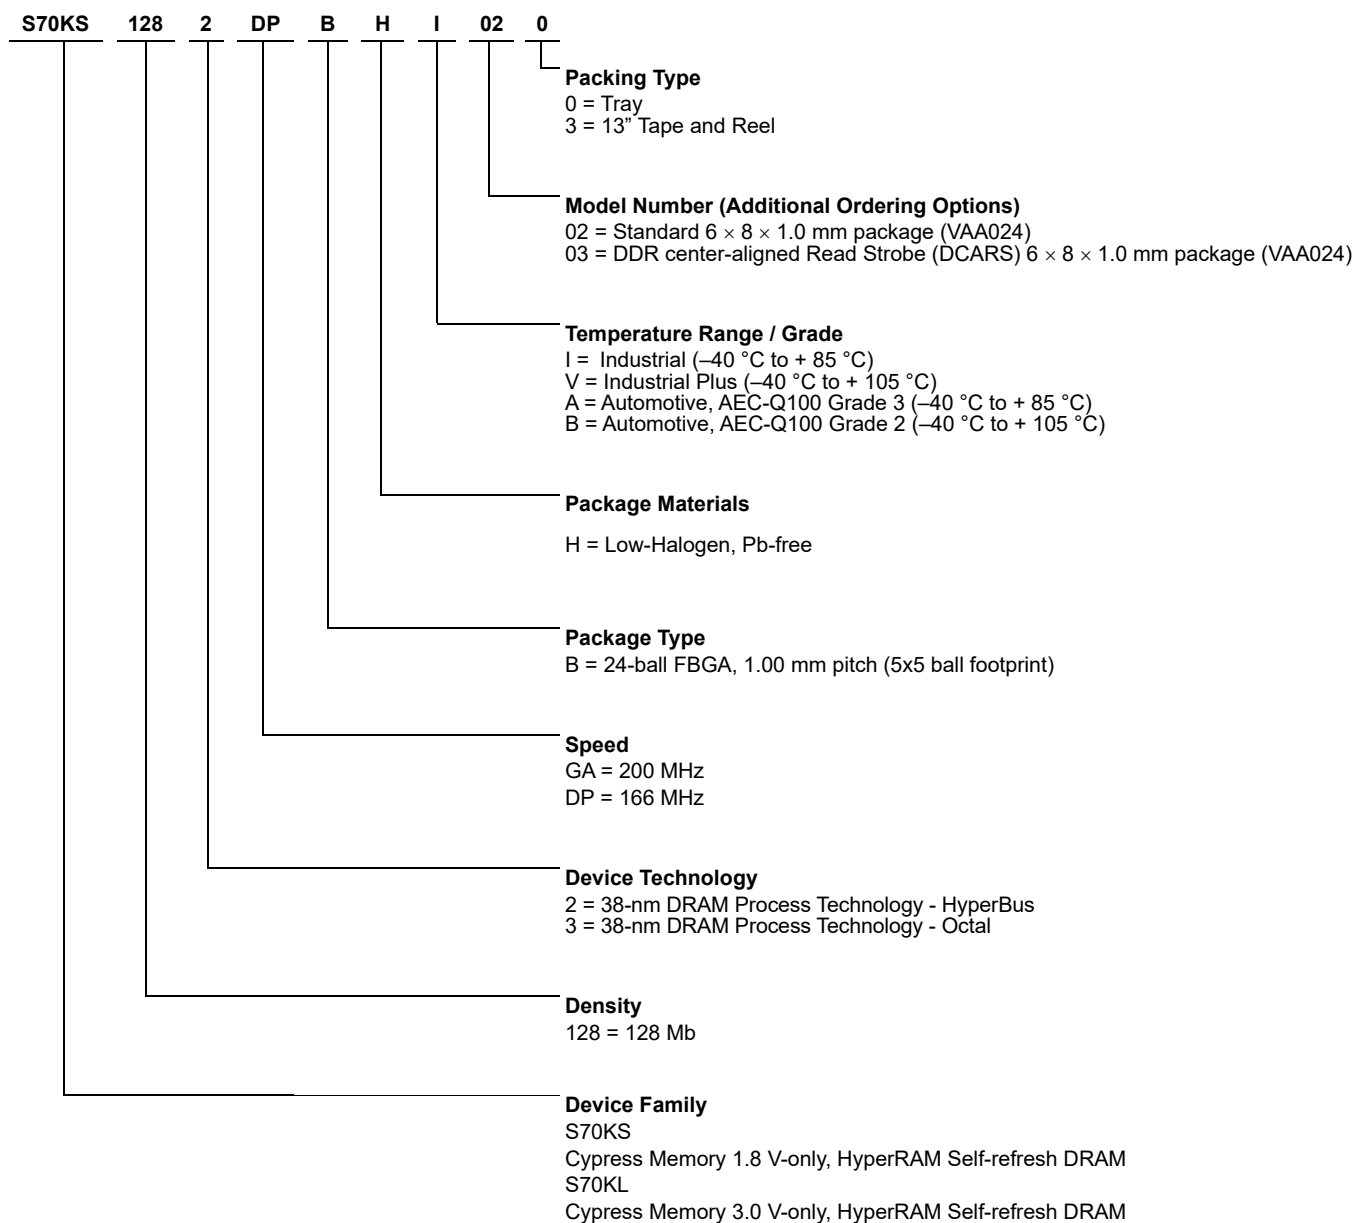 S70KS 128 2 DP B H I 02 0
Packing Type
0 = Tray
3 = 13” Tape and Reel
Model Number (Additional Ordering Options)
02 = Standard 6 × 8 × 1.0 mm package (VAA024)
03 = DDR center-aligned Read Strobe (DCARS) 6 × 8 × 1.0 mm package (VAA024)
Temperature Range / Grade
I = Industrial (–40 °C to + 85 °C)
V = Industrial Plus (–40 °C to + 105 °C)
A = Automotive, AEC-Q100 Grade 3 (–40 °C to + 85 °C)
B = Automotive, AEC-Q100 Grade 2 (–40 °C to + 105 °C)
Package Materials
H = Low-Halogen, Pb-free
Package Type
B = 24-ball FBGA, 1.00 mm pitch (5x5 ball footprint)
Speed
GA = 200 MHz
DP = 166 MHz
Device Technology
2 = 38-nm DRAM Process Technology - HyperBus
3 = 38-nm DRAM Process Technology - Octal
Density
128 = 128 Mb
Device Family
S70KS
Cypress Memory 1.8 V-only, HyperRAM Self-refresh DRAM
S70KL
Cypress Memory 3.0 V-only, HyperRAM Self-refresh DRAM